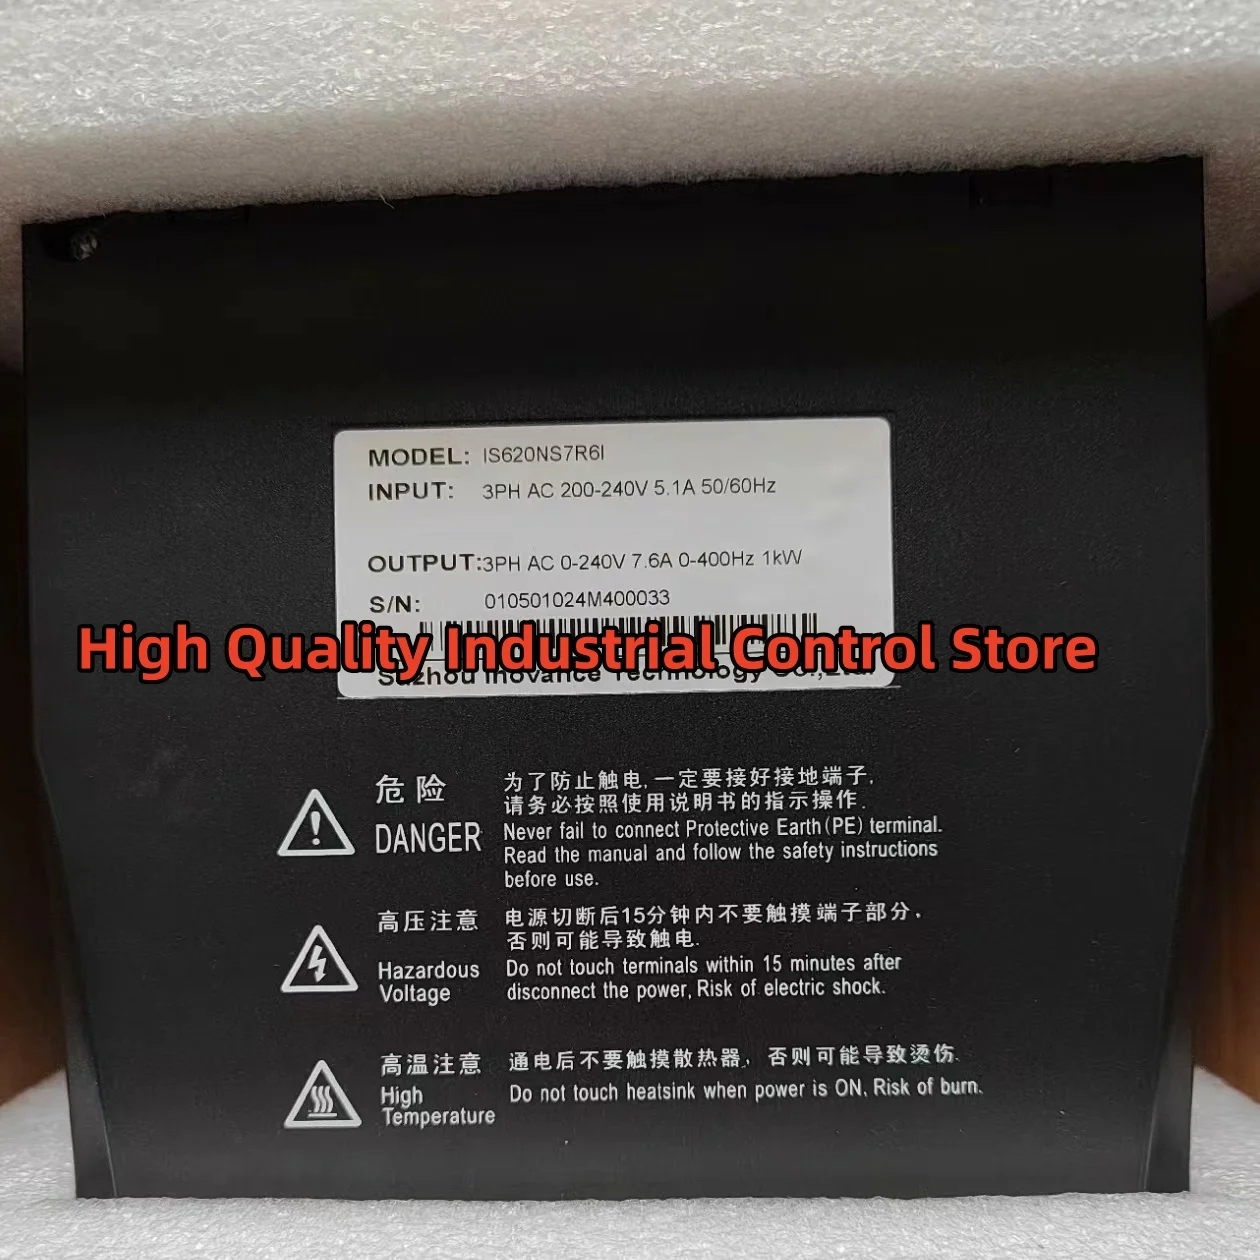 MODEL: IS620NS7R6I
INPUT: 3PH AC 200-240V 5.1A 50/60Hz
OUTPUT:3PH AC 0-240V 7.6A 0-400Hz 1kW
S/N: 010501024M400033
High Quality Industrial Control Store
Suzhou Inovance Technology Co.,Ltd.
危险
DANGER
为了防止触电,一定要接好接地端子,
请务必按照使用说明书的指示操作.
Never fail to connect Protective Earth(PE) terminal.
Read the manual and follow the safety instructions
before use.
高压注意
Hazardous
Voltage
电源切断后15分钟内不要触摸端子部分,
否则可能导致触电.
Do not touch terminals within 15 minutes after
disconnect the power, Risk of electric shock.
高温注意
High
Temperature
通电后不要触摸散热器, 否则可能导致烫伤.
Do not touch heatsink when power is ON, Risk of burn.